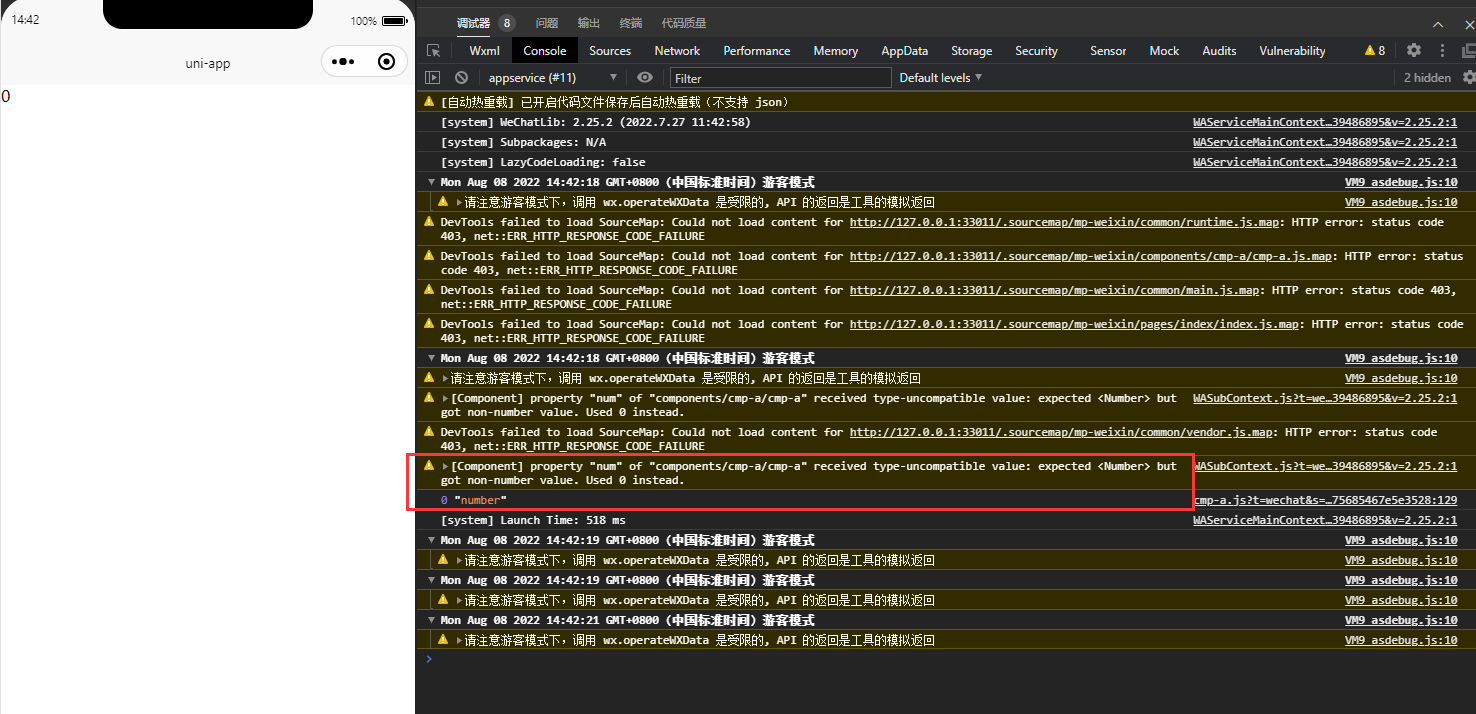 14:42
100%
uni-app
0
调试器 8 问题 输出 终端 代码质量
Wxml Console Sources Network Performance Memory AppData Storage Security Sensor Mock Audits Vulnerability 8
appservice (#11) Filter Default levels 2 hidden
[自动热重载] 已开启代码文件保存后自动热重载（不支持 json）
[system] WeChatLib: 2.25.2 (2022.7.27 11:42:58) WAServiceMainContext…39486895&v=2.25.2:1
[system] Subpackages: N/A WAServiceMainContext…39486895&v=2.25.2:1
[system] LazyCodeLoading: false WAServiceMainContext…39486895&v=2.25.2:1
Mon Aug 08 2022 14:42:18 GMT+0800 (中国标准时间) 游客模式 VM9 asdebug.js:10
请注意游客模式下，调用 wx.operateWXData 是受限的, API 的返回是工具的模拟返回 VM9 asdebug.js:10
DevTools failed to load SourceMap: Could not load content for http://127.0.0.1:33011/.sourcemap/mp-weixin/common/runtime.js.map: HTTP error: status code
403, net::ERR_HTTP_RESPONSE_CODE_FAILURE
DevTools failed to load SourceMap: Could not load content for http://127.0.0.1:33011/.sourcemap/mp-weixin/components/cmp-a/cmp-a.js.map: HTTP error: status
code 403, net::ERR_HTTP_RESPONSE_CODE_FAILURE
DevTools failed to load SourceMap: Could not load content for http://127.0.0.1:33011/.sourcemap/mp-weixin/common/main.js.map: HTTP error: status code 403,
net::ERR_HTTP_RESPONSE_CODE_FAILURE
DevTools failed to load SourceMap: Could not load content for http://127.0.0.1:33011/.sourcemap/mp-weixin/pages/index/index.js.map: HTTP error: status code
403, net::ERR_HTTP_RESPONSE_CODE_FAILURE
Mon Aug 08 2022 14:42:18 GMT+0800 (中国标准时间) 游客模式 VM9 asdebug.js:10
请注意游客模式下，调用 wx.operateWXData 是受限的, API 的返回是工具的模拟返回 VM9 asdebug.js:10
[Component] property "num" of "components/cmp-a/cmp-a" received type-uncompatible value: expected <Number> but WASubContext.js?t=we…39486895&v=2.25.2:1
got non-number value. Used 0 instead.
DevTools failed to load SourceMap: Could not load content for http://127.0.0.1:33011/.sourcemap/mp-weixin/common/vendor.js.map: HTTP error: status code
403, net::ERR_HTTP_RESPONSE_CODE_FAILURE
[Component] property "num" of "components/cmp-a/cmp-a" received type-uncompatible value: expected <Number> but WASubContext.js?t=we…39486895&v=2.25.2:1
got non-number value. Used 0 instead.
0 "number" cmp-a.js?t=wechat&s=…75685467e5e3528:129
[system] Launch Time: 518 ms WAServiceMainContext…39486895&v=2.25.2:1
Mon Aug 08 2022 14:42:19 GMT+0800 (中国标准时间) 游客模式 VM9 asdebug.js:10
请注意游客模式下，调用 wx.operateWXData 是受限的, API 的返回是工具的模拟返回 VM9 asdebug.js:10
Mon Aug 08 2022 14:42:19 GMT+0800 (中国标准时间) 游客模式 VM9 asdebug.js:10
请注意游客模式下，调用 wx.operateWXData 是受限的, API 的返回是工具的模拟返回 VM9 asdebug.js:10
Mon Aug 08 2022 14:42:21 GMT+0800 (中国标准时间) 游客模式 VM9 asdebug.js:10
请注意游客模式下，调用 wx.operateWXData 是受限的, API 的返回是工具的模拟返回 VM9 asdebug.js:10